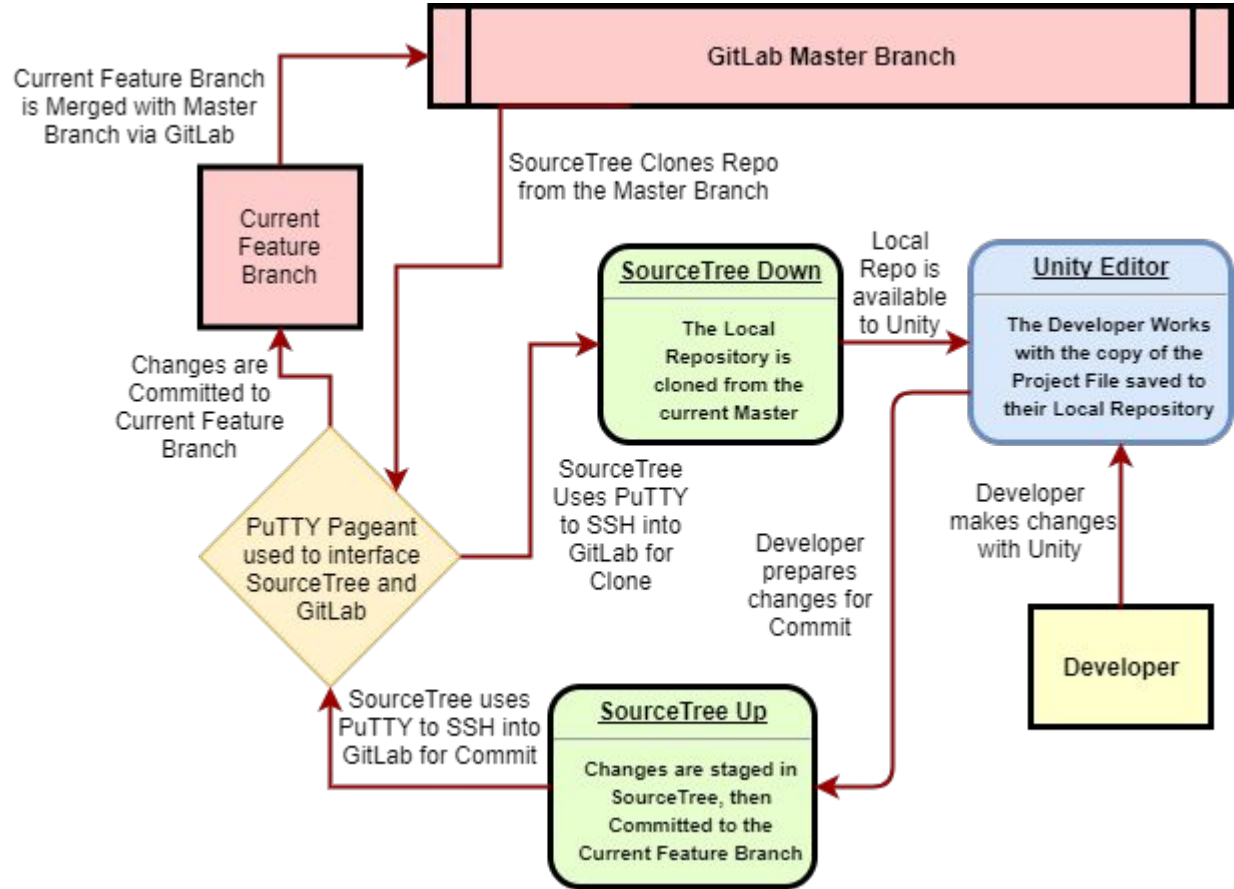 GitLab Master Branch
Current Feature Branch
is Merged with Master
Branch via GitLab
SourceTree Clones Repo
from the Master Branch
Current
Feature
Branch
SourceTree Down
The Local
Repository is
cloned from the
current Master
Local
Repo is
available
to Unity
Unity Editor
The Developer Works
with the copy of the
Project File saved to
their Local Repository
Changes are
Committed to
Current Feature
Branch
SourceTree
Uses PuTTY
to SSH into
GitLab for
Clone
Developer
makes changes
with Unity
PuTTY Pageant
used to interface
SourceTree and
GitLab
Developer
prepares
changes for
Commit
Developer
SourceTree uses
PuTTY to SSH into
GitLab for Commit
SourceTree Up
Changes are staged in
SourceTree, then
Committed to the
Current Feature Branch